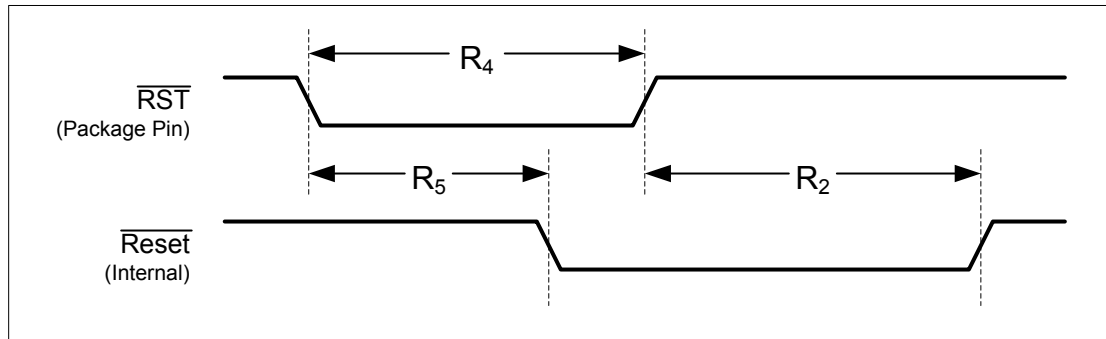 R4
RST
(Package Pin)
R5
R2
Reset
(Internal)